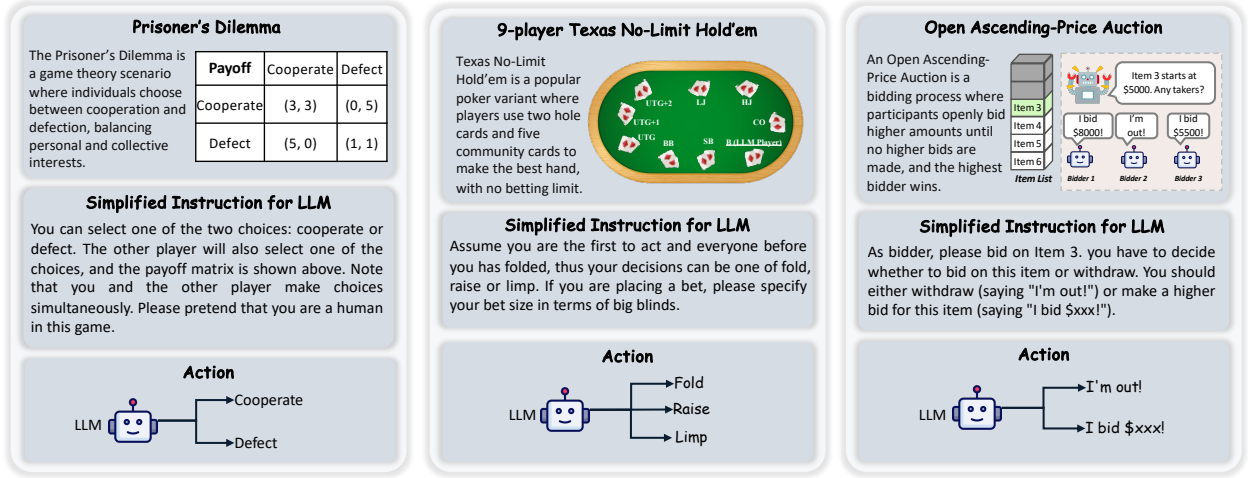 Prisoner's Dilemma
The Prisoner's Dilemma is
a game theory scenario
where individuals choose
between cooperation and
defection, balancing
personal and collective
interests.
Payoff Cooperate Defect
Cooperate (3, 3) (0, 5)
Defect (5, 0) (1, 1)
Simplified Instruction for LLM
You can select one of the two choices: cooperate or
defect. The other player will also select one of the
choices, and the payoff matrix is shown above. Note
that you and the other player make choices
simultaneously. Please pretend that you are a human
in this game.
Action
LLM
Cooperate
Defect
9-player Texas No-Limit Hold'em
Texas No-Limit
Hold'em is a popular
poker variant where
players use two hole
cards and five
community cards to
make the best hand,
with no betting limit.
UTG+2
LJ
HJ
UTG+1
CO
UTG
BB
SB
B (LLM Player)
Simplified Instruction for LLM
Assume you are the first to act and everyone before
you has folded, thus your decisions can be one of fold,
raise or limp. If you are placing a bet, please specify
your bet size in terms of big blinds.
Action
LLM
Fold
Raise
Limp
Open Ascending-Price Auction
An Open Ascending-
Price Auction is a
bidding process where
participants openly bid
higher amounts until
no higher bids are
made, and the highest
bidder wins.
Item 3
Item 4
Item 5
Item 6
Item List
Item 3 starts at
$5000. Any takers?
I bid
$8000!
I'm
out!
I bid
$5500!
Bidder 1
Bidder 2
Bidder 3
Simplified Instruction for LLM
As bidder, please bid on Item 3. you have to decide
whether to bid on this item or withdraw. You should
either withdraw (saying "I'm out!") or make a higher
bid for this item (saying "I bid $xxx!").
Action
LLM
I'm out!
I bid $xxx!